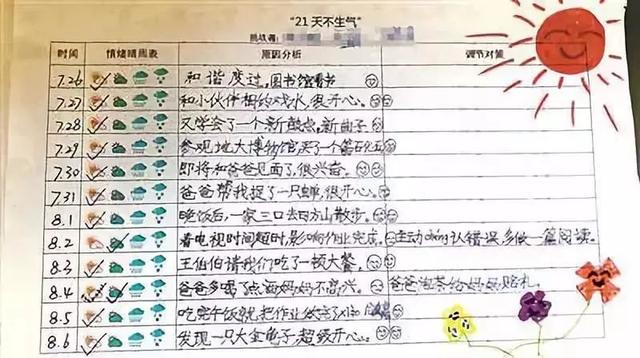 "21天不生气"
挑战者:
时间 情绪晴雨表 原因分析 调节对策
7.26 和谐度过,图书馆看书
7.27 和小伙伴相约戏水,很开心。
7.28 又学会了一个新鼓点,新曲子
7.29 参观地大博物馆,买了一个
7.30 即将和爸爸见面了,很兴奋。
7.31 爸爸帮我捉了一只蝉,很开心。
8.1 晚饭后,一家三口去方山散步。
8.2 看电视时间超时,影响作业完成。 主动认错误,多做一篇阅读。
8.3 王伯伯请我们吃了一顿大餐,
8.4 爸爸多喝了点酒妈妈不高兴。 爸爸泡茶给妈妈赔礼。
8.5 吃完午饭就把作业做完了
8.6 发现一只大金龟子,超级开心。